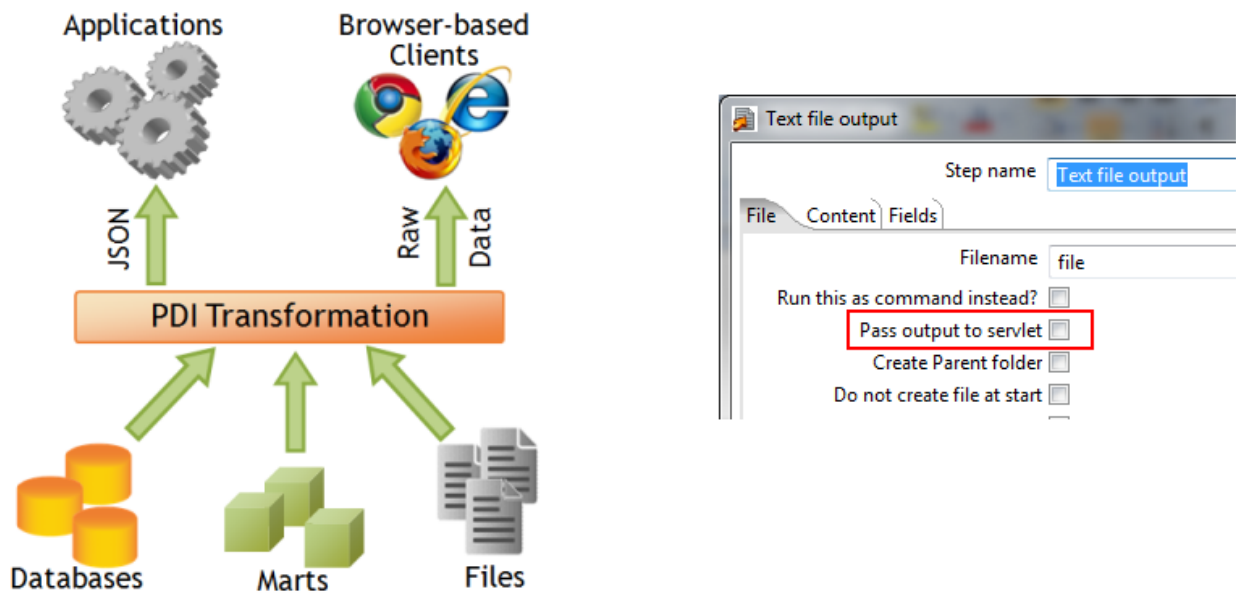 Applications
Browser-based
Clients
JSON
Raw
Data
PDI Transformation
Databases
Marts
Files
Text file output
Step name
Text file output
File
Content
Fields
Filename
file
Run this as command instead?
Pass output to servlet
Create Parent folder
Do not create file at start